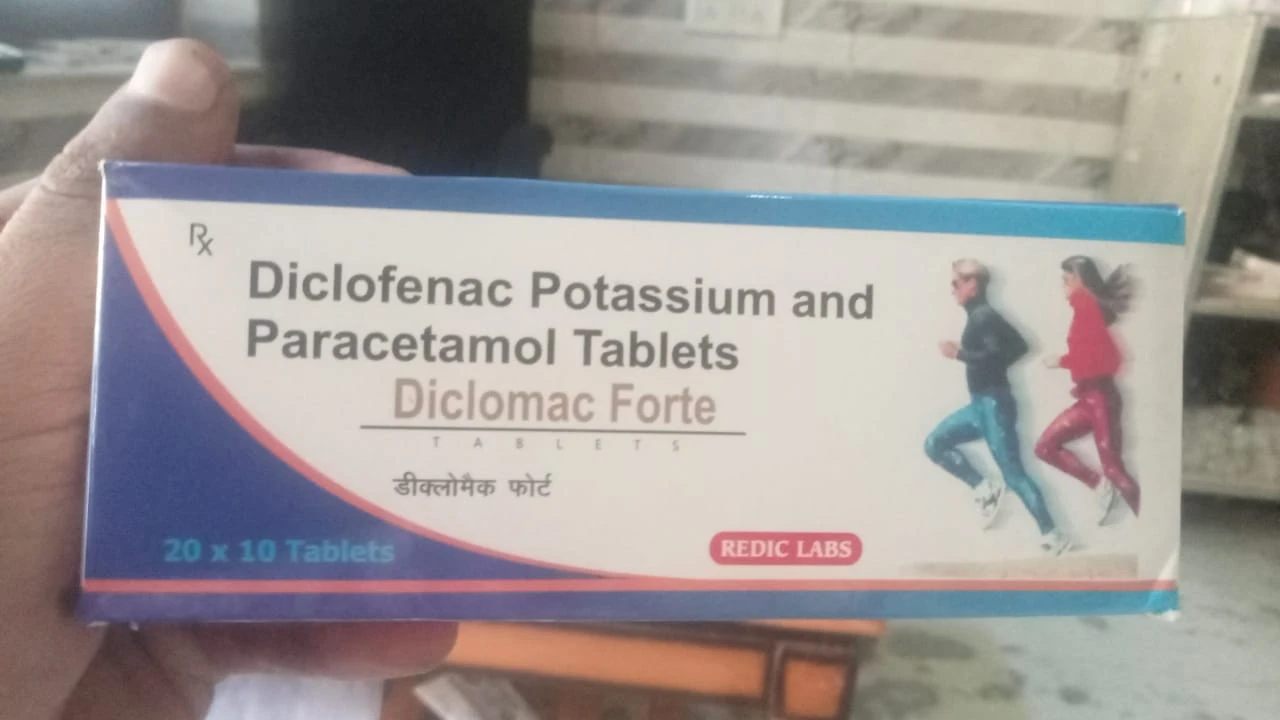 Rx
Diclofenac Potassium and
Paracetamol Tablets
Diclomac Forte
TABLETS
डीक्लोमैक फोर्ट
20 x 10 Tablets
REDIC LABS